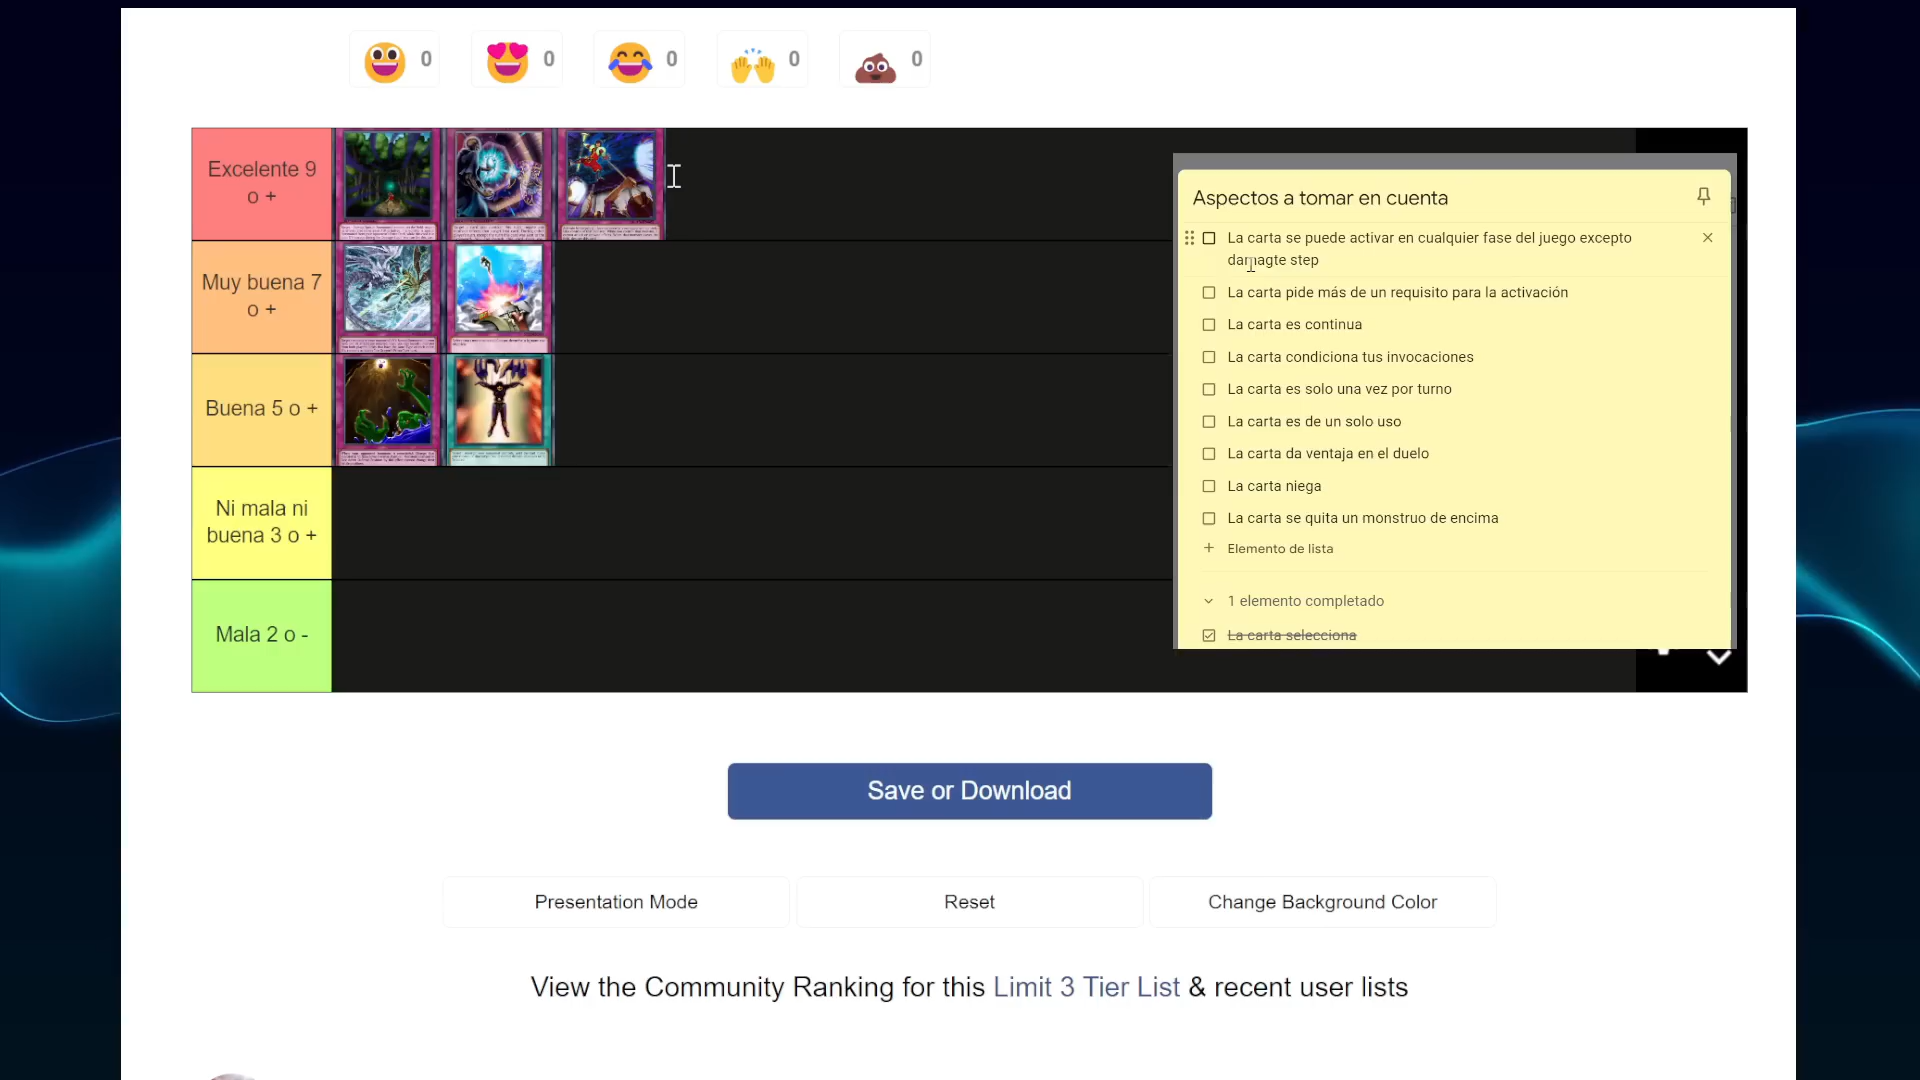 0 0 0 0 0
Excelente 9
o +
Muy buena 7
o +
Buena 5 o +
Ni mala ni
buena 3 o +
Mala 2 o -
Aspectos a tomar en cuenta
La carta se puede activar en cualquier fase del juego excepto
damagte step
La carta pide más de un requisito para la activación
La carta es continua
La carta condiciona tus invocaciones
La carta es solo una vez por turno
La carta es de un solo uso
La carta da ventaja en el duelo
La carta niega
La carta se quita un monstruo de encima
Elemento de lista
1 elemento completado
La carta selecciona
Save or Download
Presentation Mode
Reset
Change Background Color
View the Community Ranking for this Limit 3 Tier List & recent user lists